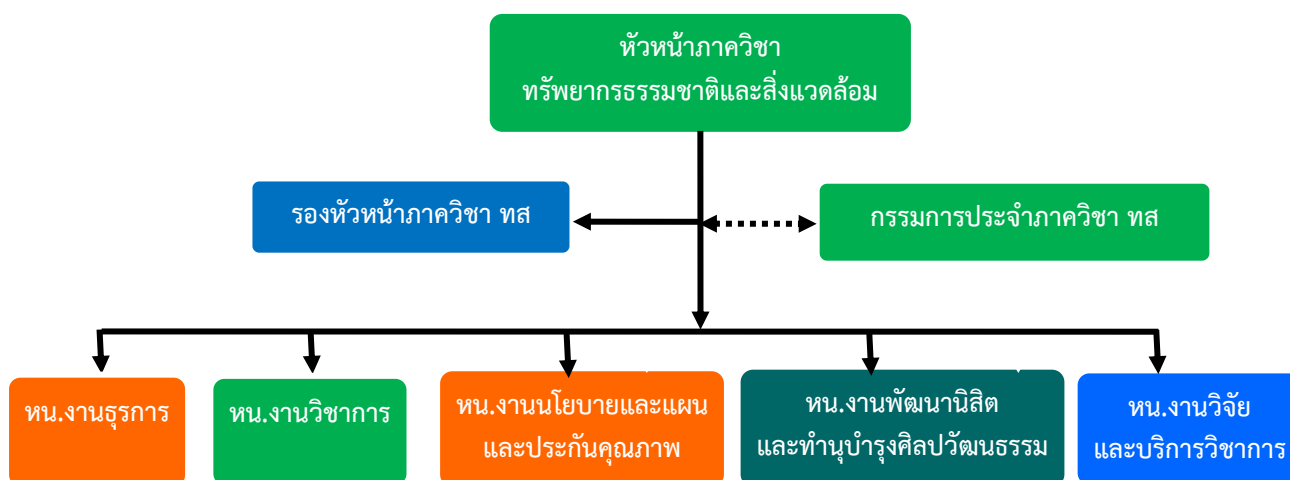 หัวหน้าภาควิชา
ทรัพยากรธรรมชาติและสิ่งแวดล้อม
รองหัวหน้าภาควิชา ทส
กรรมการประจำภาควิชา ทส
หน.งานธุรการ
หน.งานวิชาการ
หน.งานนโยบายและแผน
และประกันคุณภาพ
หน.งานพัฒนานิสิต
และทำนุบำรุงศิลปวัฒนธรรม
หน.งานวิจัย
และบริการวิชาการ